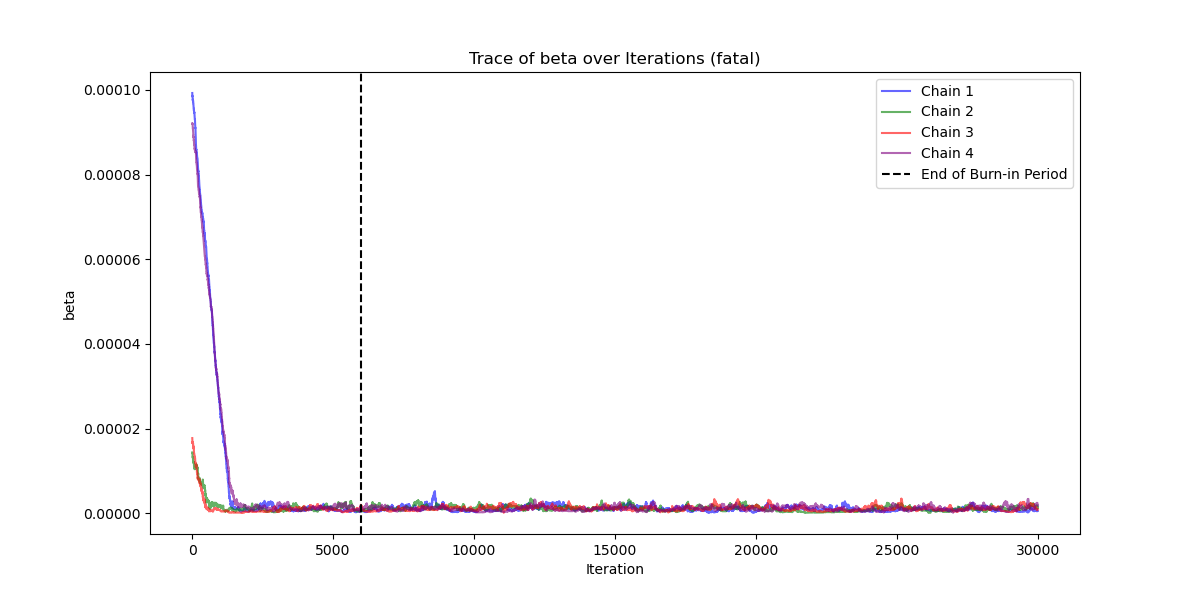 Trace of beta over Iterations (fatal)
Chain 1
Chain 2
Chain 3
Chain 4
End of Burn-in Period
0.00010
0.00008
0.00006
0.00004
0.00002
0.00000
beta
0 5000 10000 15000 20000 25000 30000
Iteration